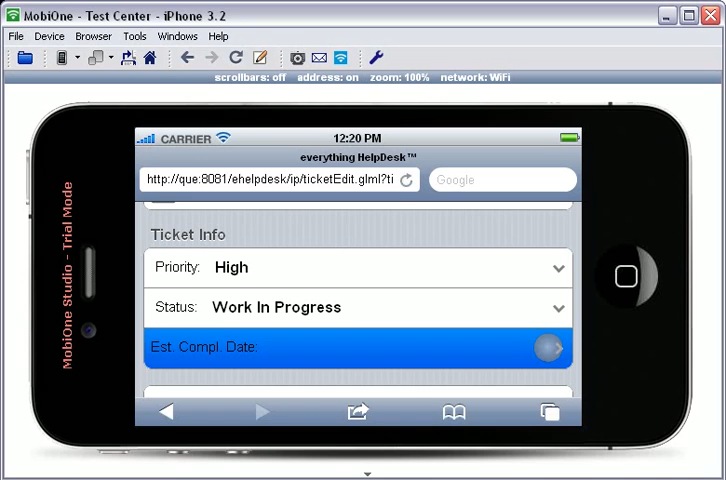 MobiOne - Test Center - iPhone 3.2
File Device Browser Tools Windows Help
scrollbars: off address: on zoom: 100% network: WiFi
MobiOne Studio - Trial Mode
CARRIER 12:20 PM
everything HelpDesk™
http://que:8081/ehelpdesk/ip/ticketEdit.glml?ti Google
Ticket Info
Priority: High
Status: Work In Progress
Est. Compl. Date: